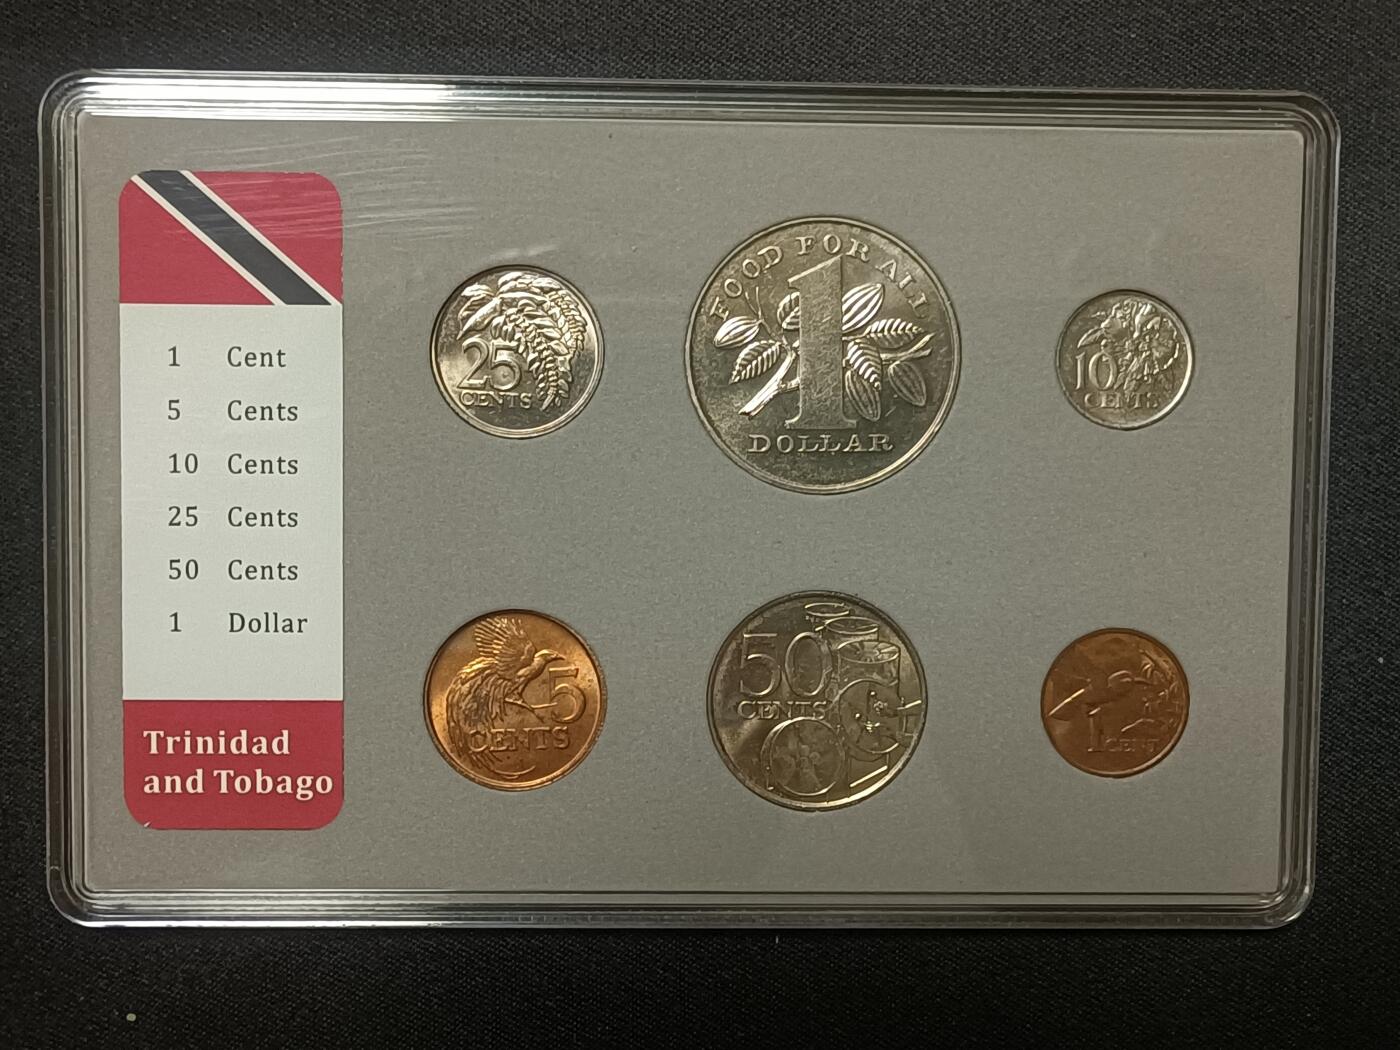 1 Cent
5 Cents
10 Cents
25 Cents
50 Cents
1 Dollar
Trinidad
and Tobago
25
CENTS
FOOD FOR ALL
1
DOLLAR
10
CENTS
5
CENTS
50
CENTS
1
CENT